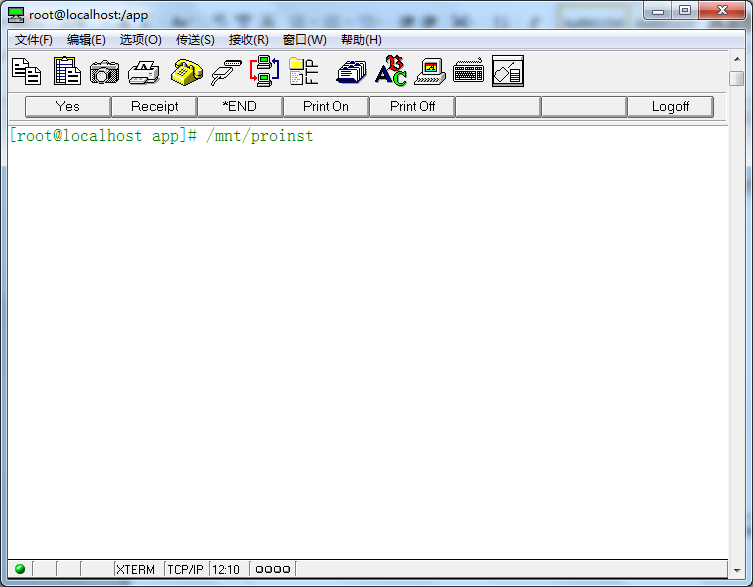 root@localhost:/app
文件(F) 编辑(E) 选项(O) 传送(S) 接收(R) 窗口(W) 帮助(H)
Yes Receipt *END Print On Print Off Logoff
[root@localhost app]# /mnt/proinst
XTERM TCP/IP 12:10